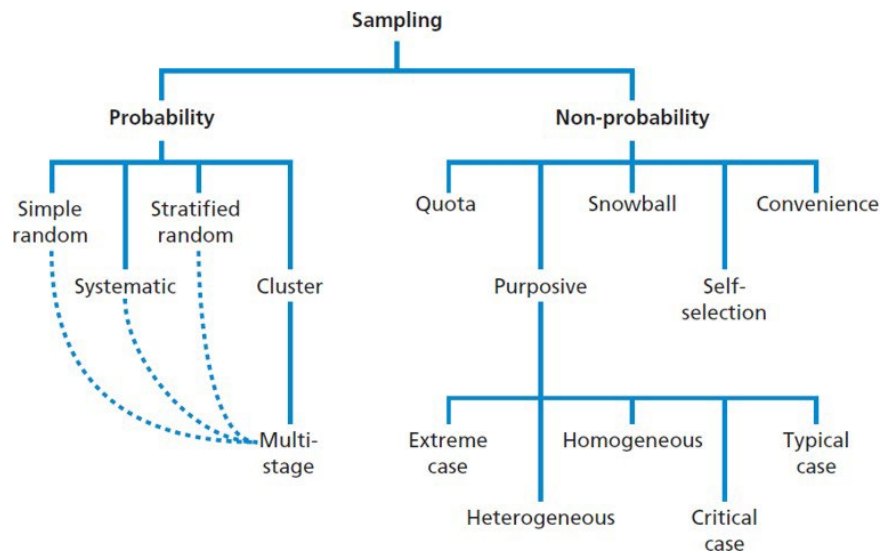 Sampling
Probability
Non-probability
Simple
random
Stratified
random
Quota
Snowball
Convenience
Systematic
Cluster
Purposive
Self-
selection
Multi-
stage
Extreme
case
Homogeneous
Typical
case
Heterogeneous
Critical
case